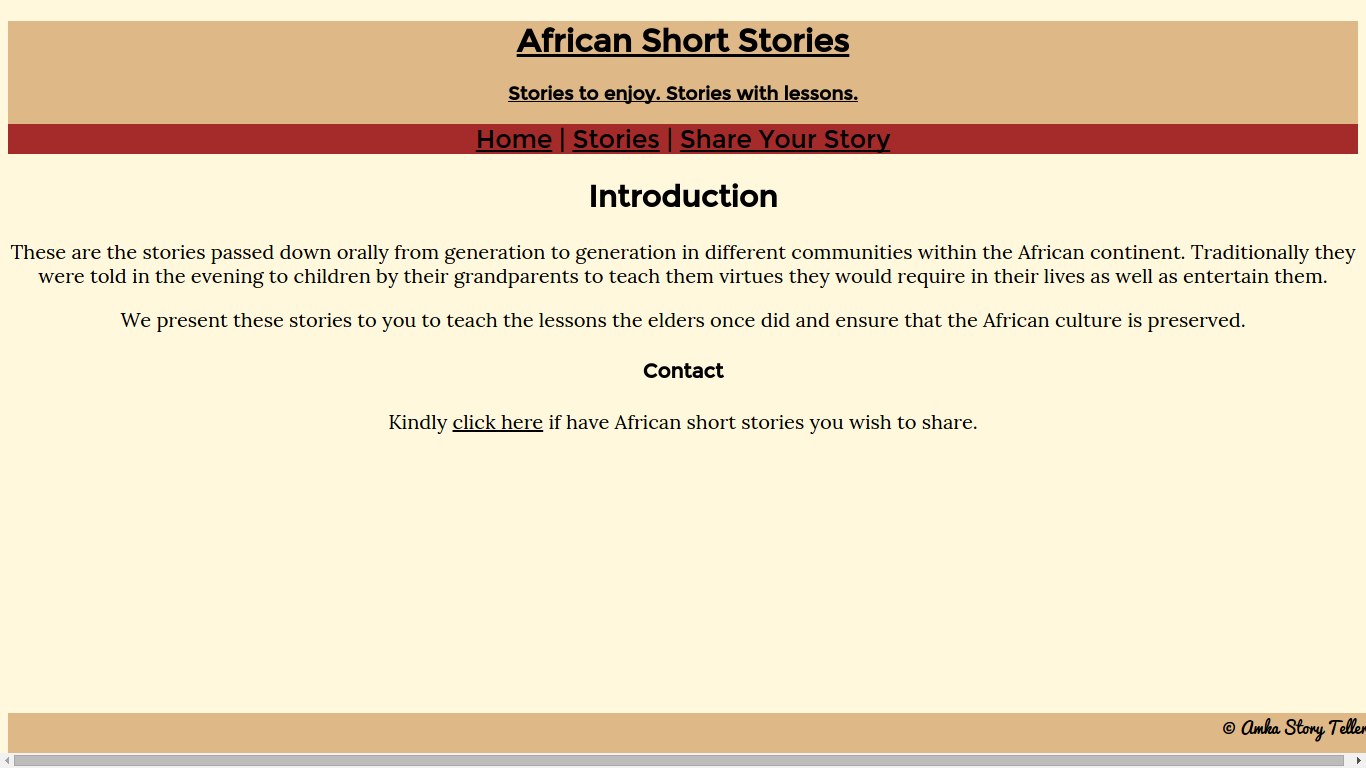 African Short Stories
Stories to enjoy. Stories with lessons.
Home | Stories | Share Your Story
Introduction
These are the stories passed down orally from generation to generation in different communities within the African continent. Traditionally they
were told in the evening to children by their grandparents to teach them virtues they would require in their lives as well as entertain them.
We present these stories to you to teach the lessons the elders once did and ensure that the African culture is preserved.
Contact
Kindly click here if have African short stories you wish to share.
© Amka Story Teller